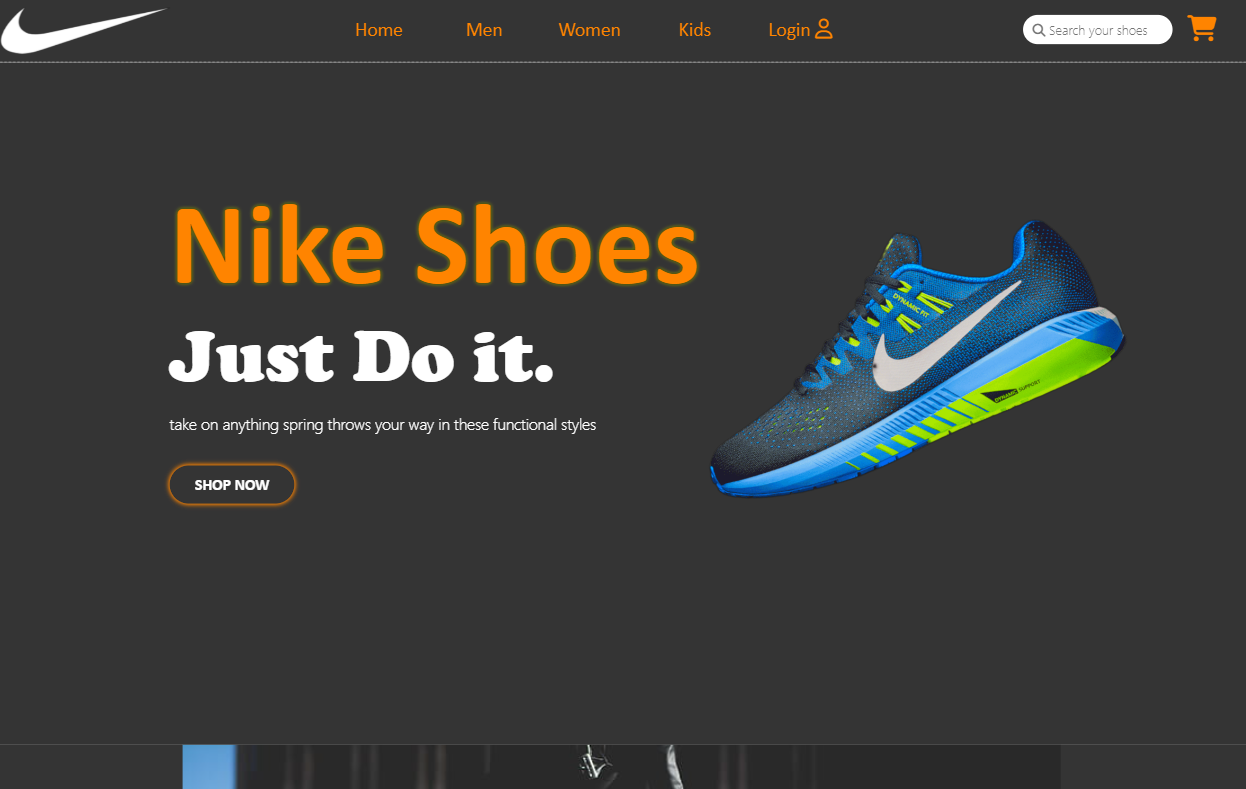 Home Men Women Kids Login Search your shoes
Nike Shoes
Just Do it.
take on anything spring throws your way in these functional styles
SHOP NOW
DYNAMIC FIT
DYNAMIC SUPPORT